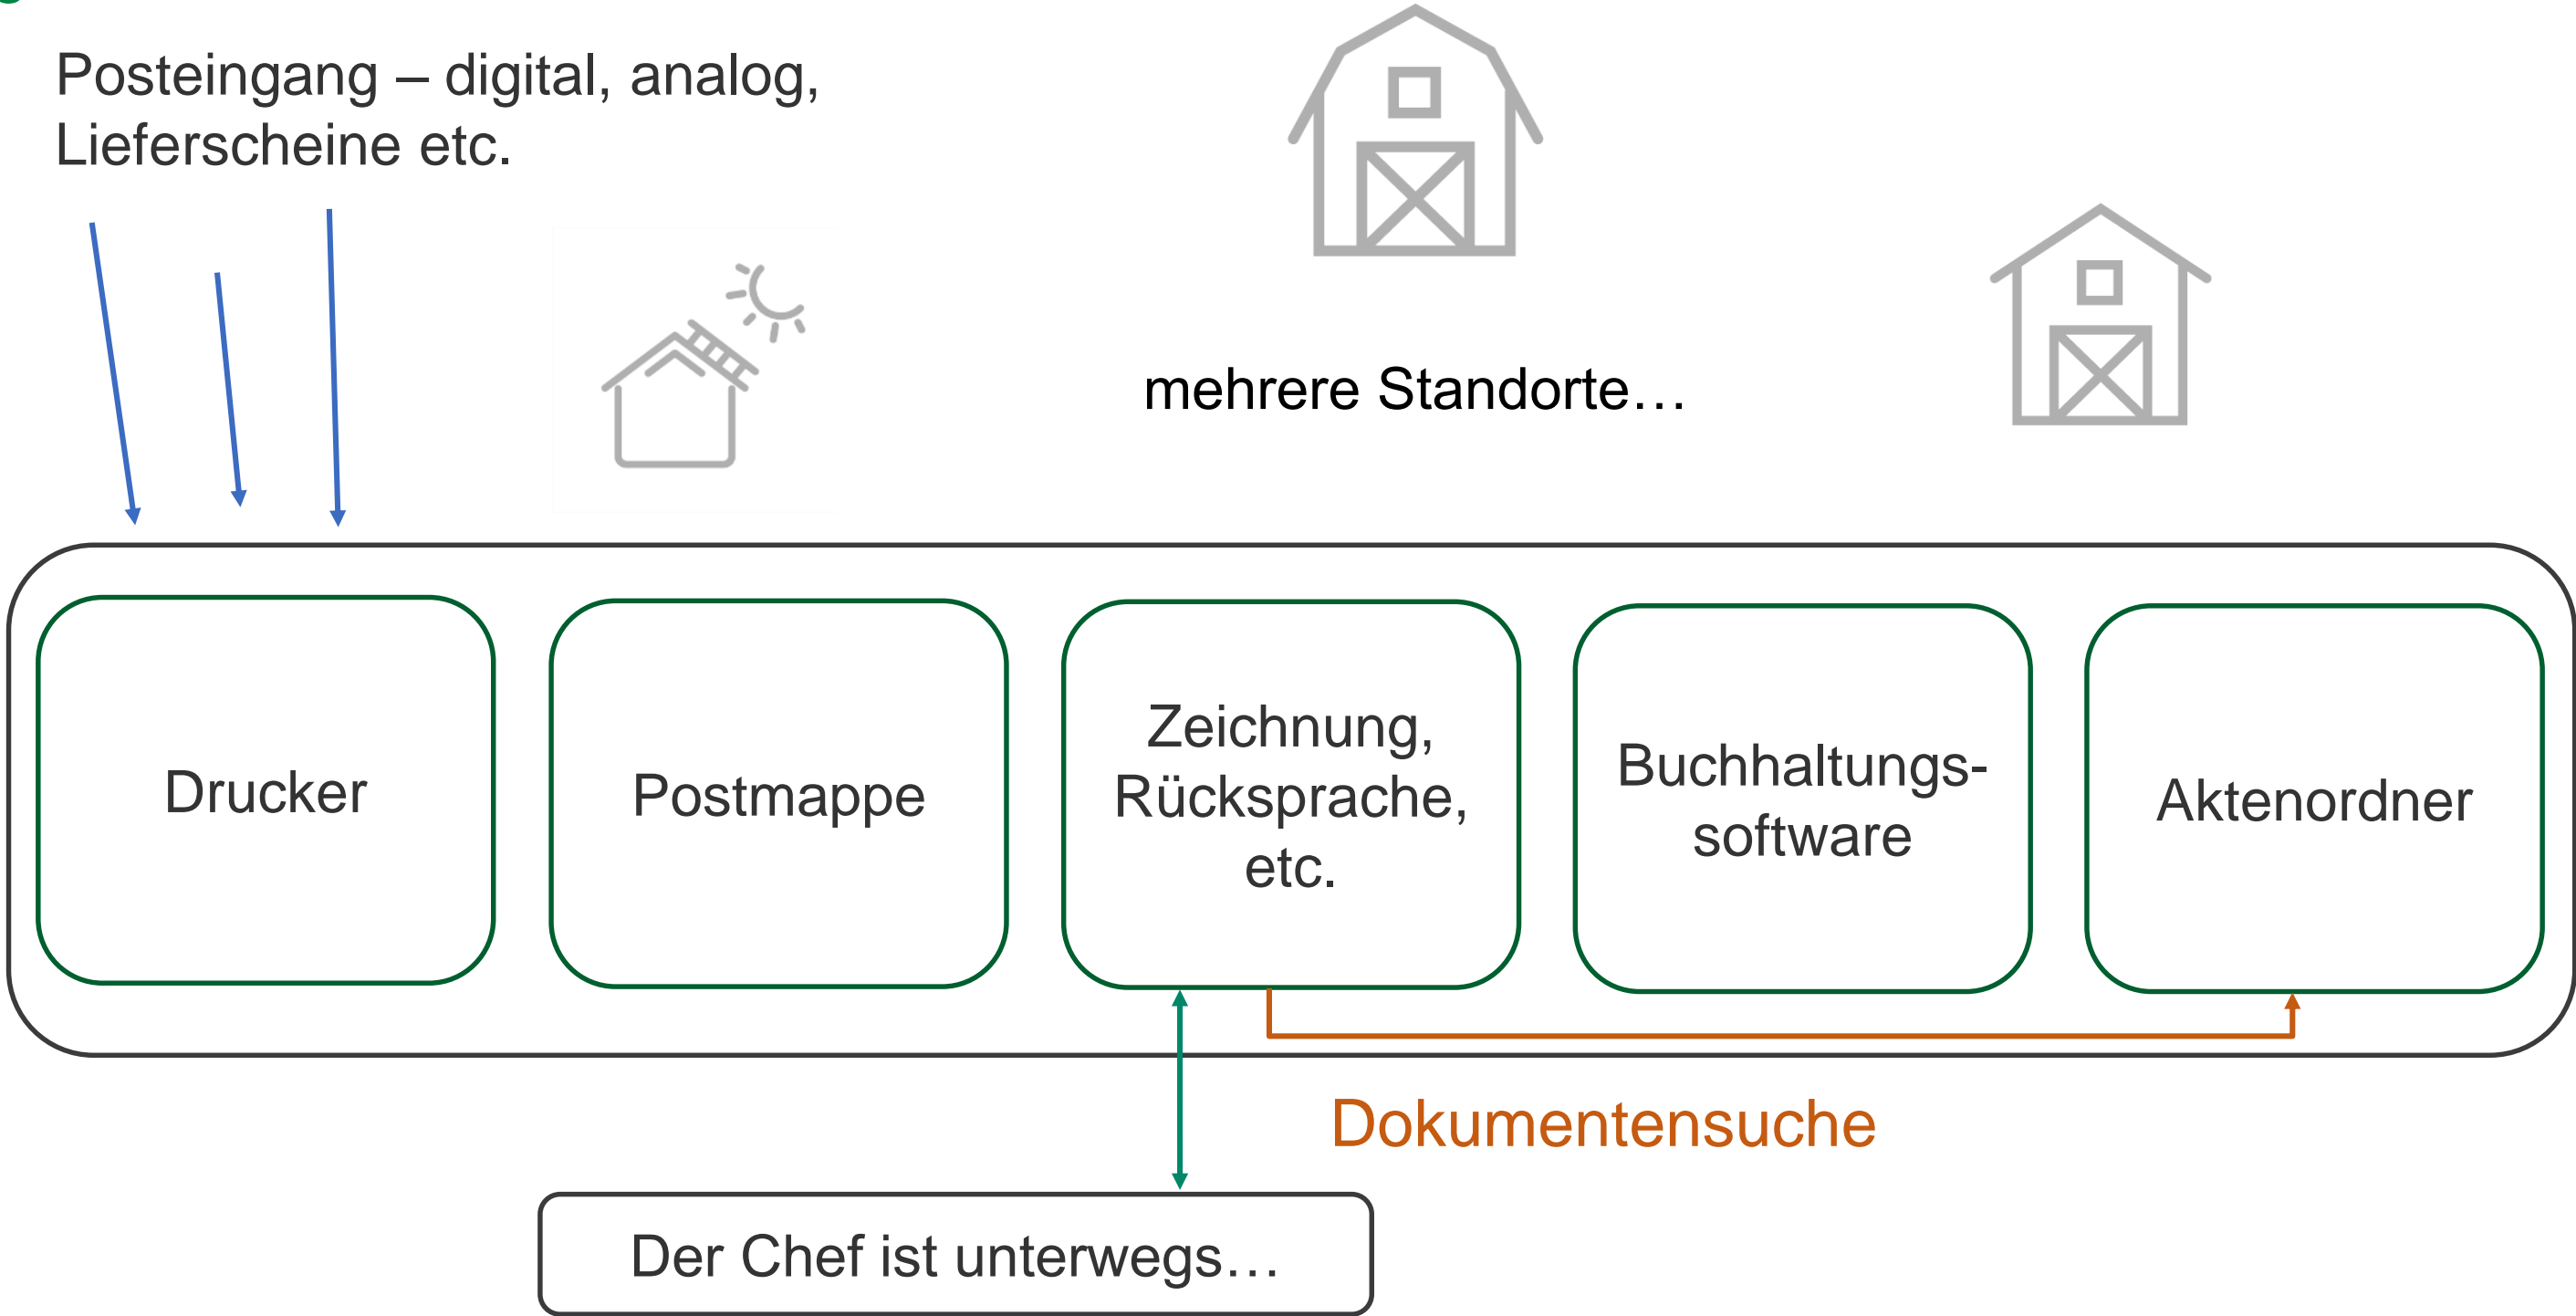 Posteingang – digital, analog,
Lieferscheine etc.
mehrere Standorte…
Drucker
Postmappe
Zeichnung,
Rücksprache,
etc.
Buchhaltungs-
software
Aktenordner
Dokumentensuche
Der Chef ist unterwegs…